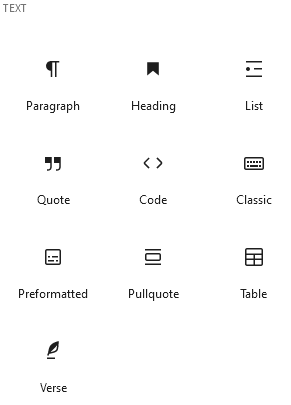 TEXT
Paragraph
Heading
List
Quote
Code
Classic
Preformatted
Pullquote
Table
Verse